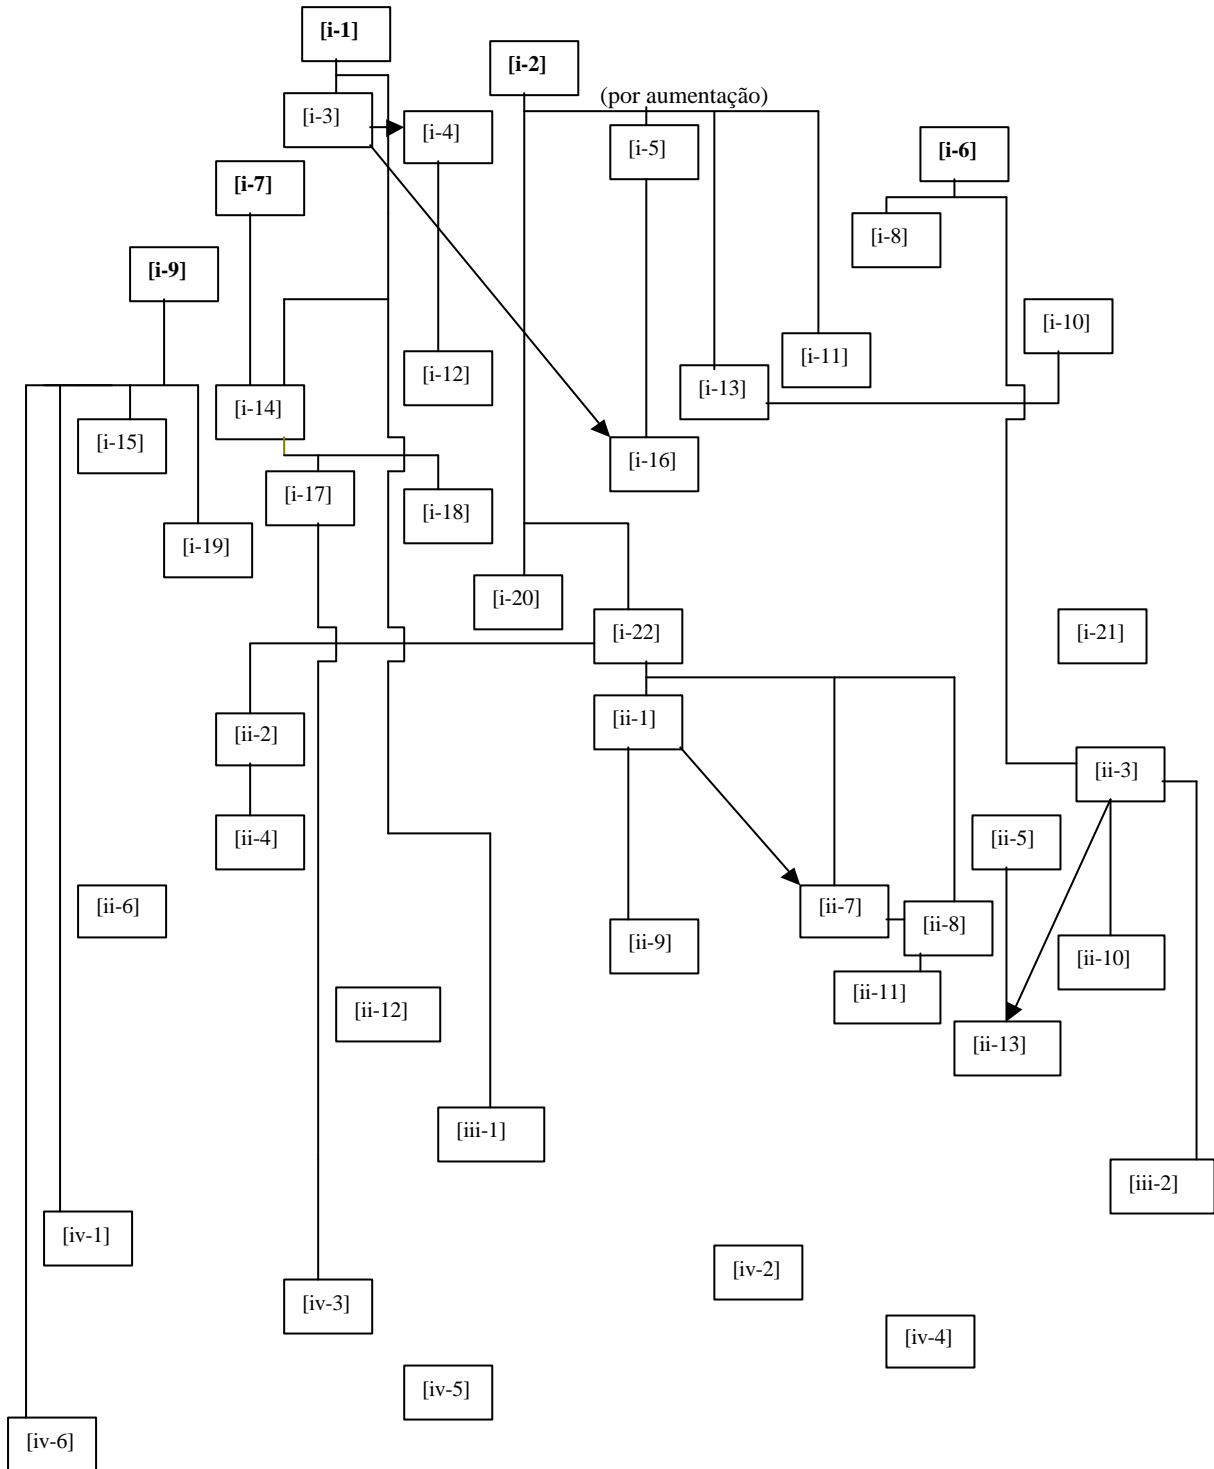 [i-1]
[i-2]
(por aumentação)
[i-3]
[i-4]
[i-5]
[i-6]
[i-7]
[i-8]
[i-9]
[i-10]
[i-11]
[i-12]
[i-13]
[i-14]
[i-15]
[i-16]
[i-17]
[i-18]
[i-19]
[i-20]
[i-22]
[i-21]
[ii-1]
[ii-2]
[ii-3]
[ii-4]
[ii-5]
[ii-6]
[ii-7]
[ii-8]
[ii-9]
[ii-10]
[ii-11]
[ii-12]
[ii-13]
[iii-1]
[iii-2]
[iv-1]
[iv-2]
[iv-3]
[iv-4]
[iv-5]
[iv-6]